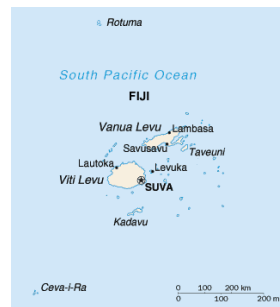 Rotuma
South Pacific Ocean
FIJI
Vanua Levu
Lambasa
Savusavu
Taveuni
Lautoka
Levuka
Viti Levu
SUVA
Kadavu
Ceva-i-Ra
0 100 200 km
0 100 200 m